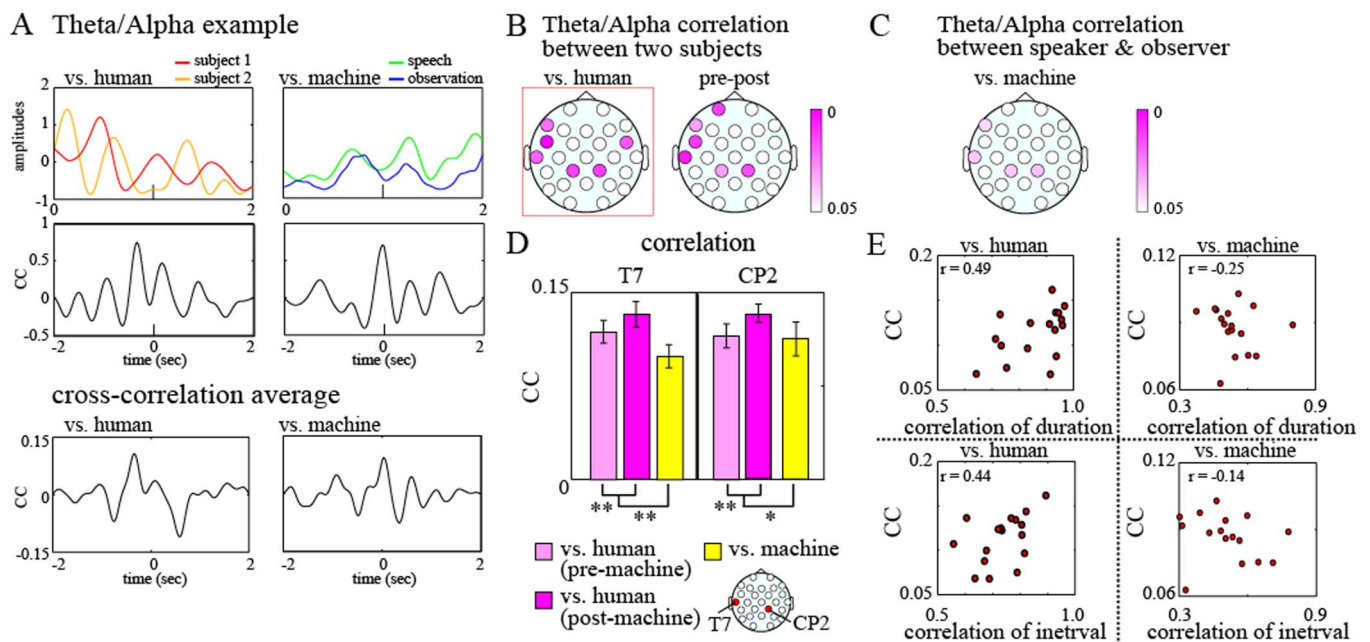 A Theta/Alpha example
vs. human
subject 1
subject 2
vs. machine
speech
observation
amplitudes
2
1
0
-1
0
2
0
2
CC
1
0.5
0
-0.5
-2
0
2
-2
0
2
time (sec)
time (sec)
cross-correlation average
vs. human
vs. machine
CC
0.15
0
-0.15
-2
0
2
-2
0
2
time (sec)
time (sec)
B Theta/Alpha correlation
between two subjects
vs. human
pre-post
0
0.05
C Theta/Alpha correlation
between speaker & observer
vs. machine
0
0.05
D correlation
T7
CP2
0.15
CC
0
**
**
**
*
vs. human
(pre-machine)
vs. machine
vs. human
(post-machine)
T7
CP2
E
vs. human
r = 0.49
0.2
CC
0.05
0.5
1.0
correlation of duration
vs. machine
r = -0.25
0.12
CC
0.06
0.3
0.9
correlation of duration
vs. human
r = 0.44
0.2
CC
0.05
0.5
1.0
correlation of inetrval
vs. machine
r = -0.14
0.12
CC
0.06
0.3
0.9
correlation of inetrval